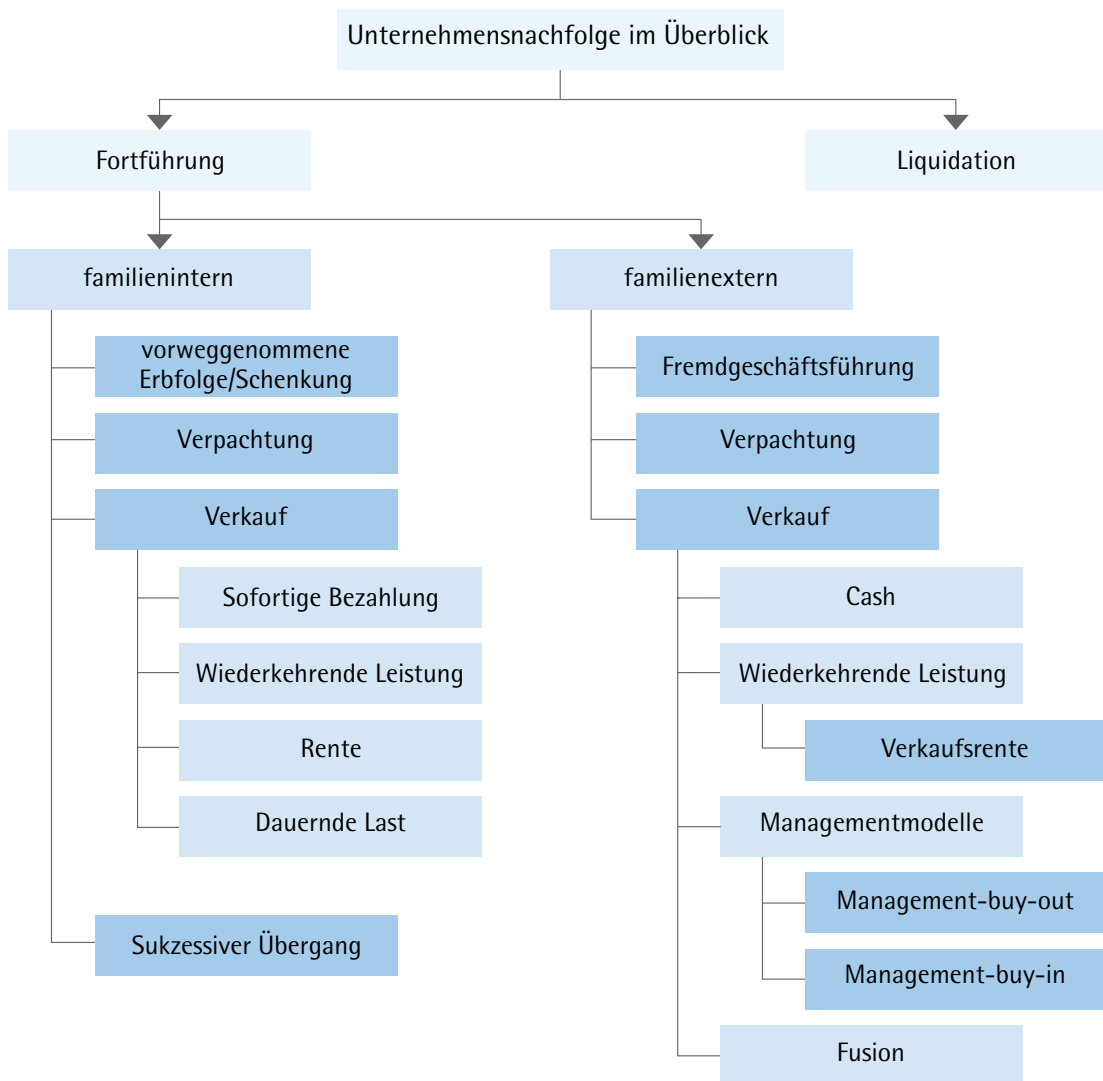 Unternehmensnachfolge im Überblick
Fortführung
Liquidation
familienintern
familienextern
vorweggenommene
Erbfolge/Schenkung
Verpachtung
Verkauf
Sofortige Bezahlung
Wiederkehrende Leistung
Rente
Dauernde Last
Sukzessiver Übergang
Fremdgeschäftsführung
Verpachtung
Verkauf
Cash
Wiederkehrende Leistung
Verkaufsrente
Managementmodelle
Management-buy-out
Management-buy-in
Fusion